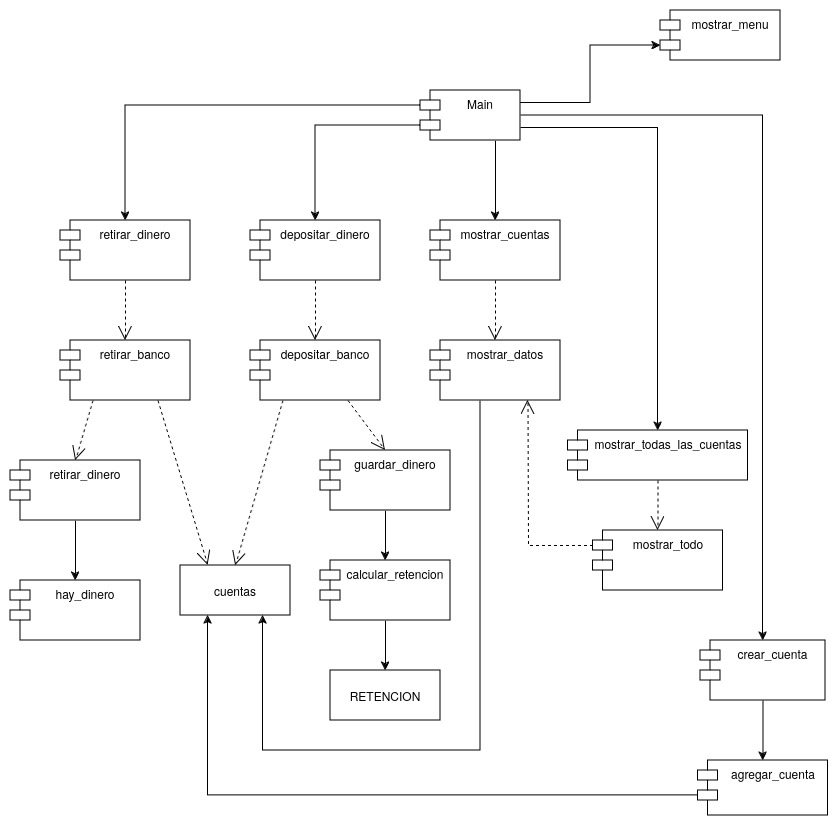 mostrar_menu
Main
retirar_dinero
depositar_dinero
mostrar_cuentas
retirar_banco
depositar_banco
mostrar_datos
mostrar_todas_las_cuentas
retirar_dinero
guardar_dinero
mostrar_todo
calcular_retencion
hay_dinero
cuentas
crear_cuenta
RETENCION
agregar_cuenta